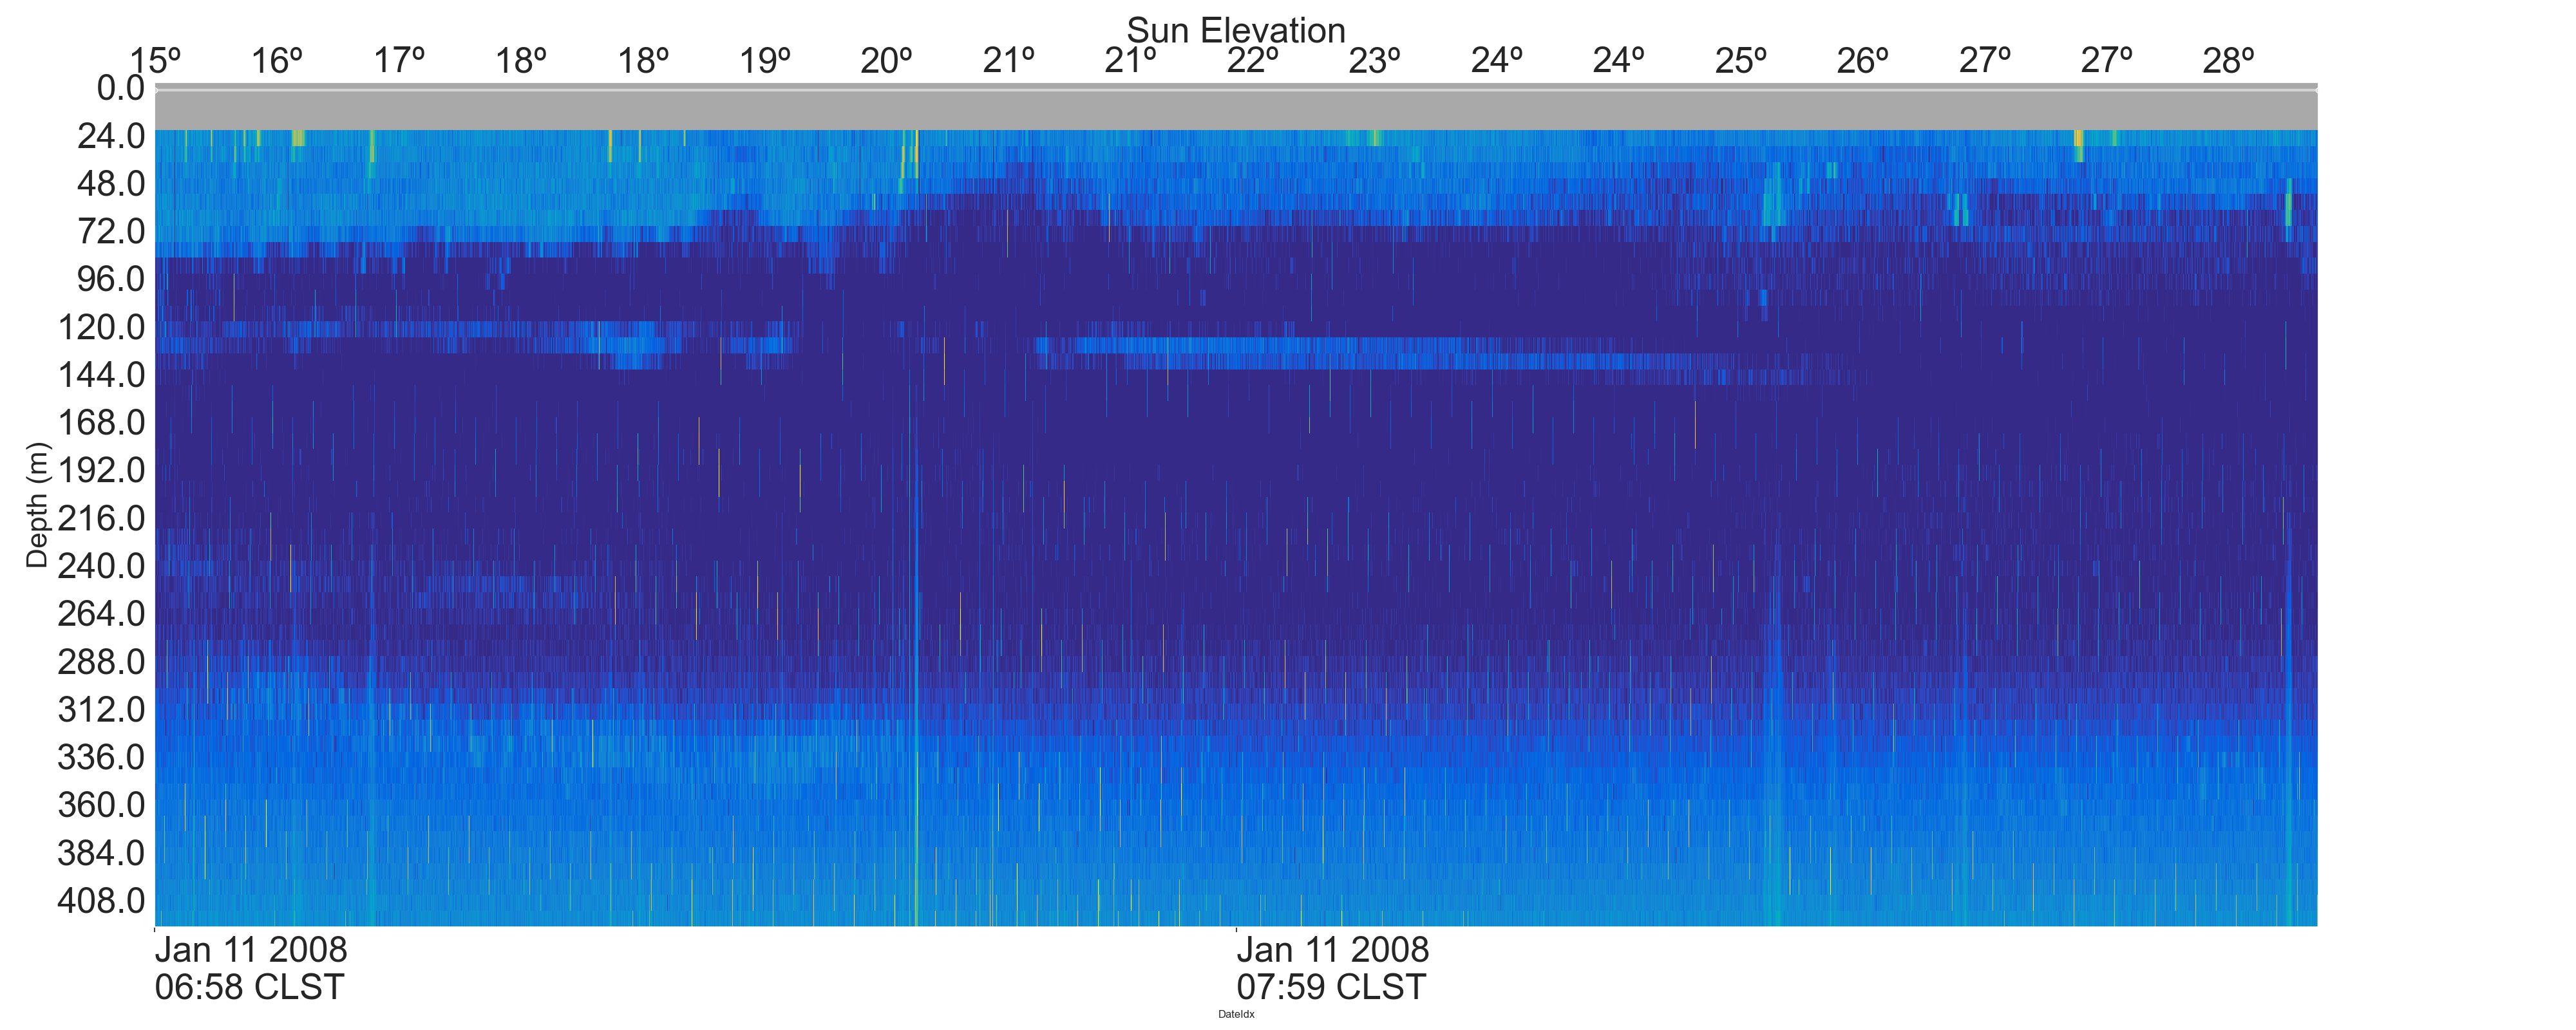 Sun Elevation
15º 16º 17º 18º 18º 19º 20º 21º 21º 22º 23º 24º 24º 25º 26º 27º 27º 28º
0.0
24.0
48.0
72.0
96.0
120.0
144.0
168.0
192.0
216.0
240.0
264.0
288.0
312.0
336.0
360.0
384.0
408.0
Depth (m)
Jan 11 2008
06:58 CLST
Jan 11 2008
07:59 CLST
DateIdx